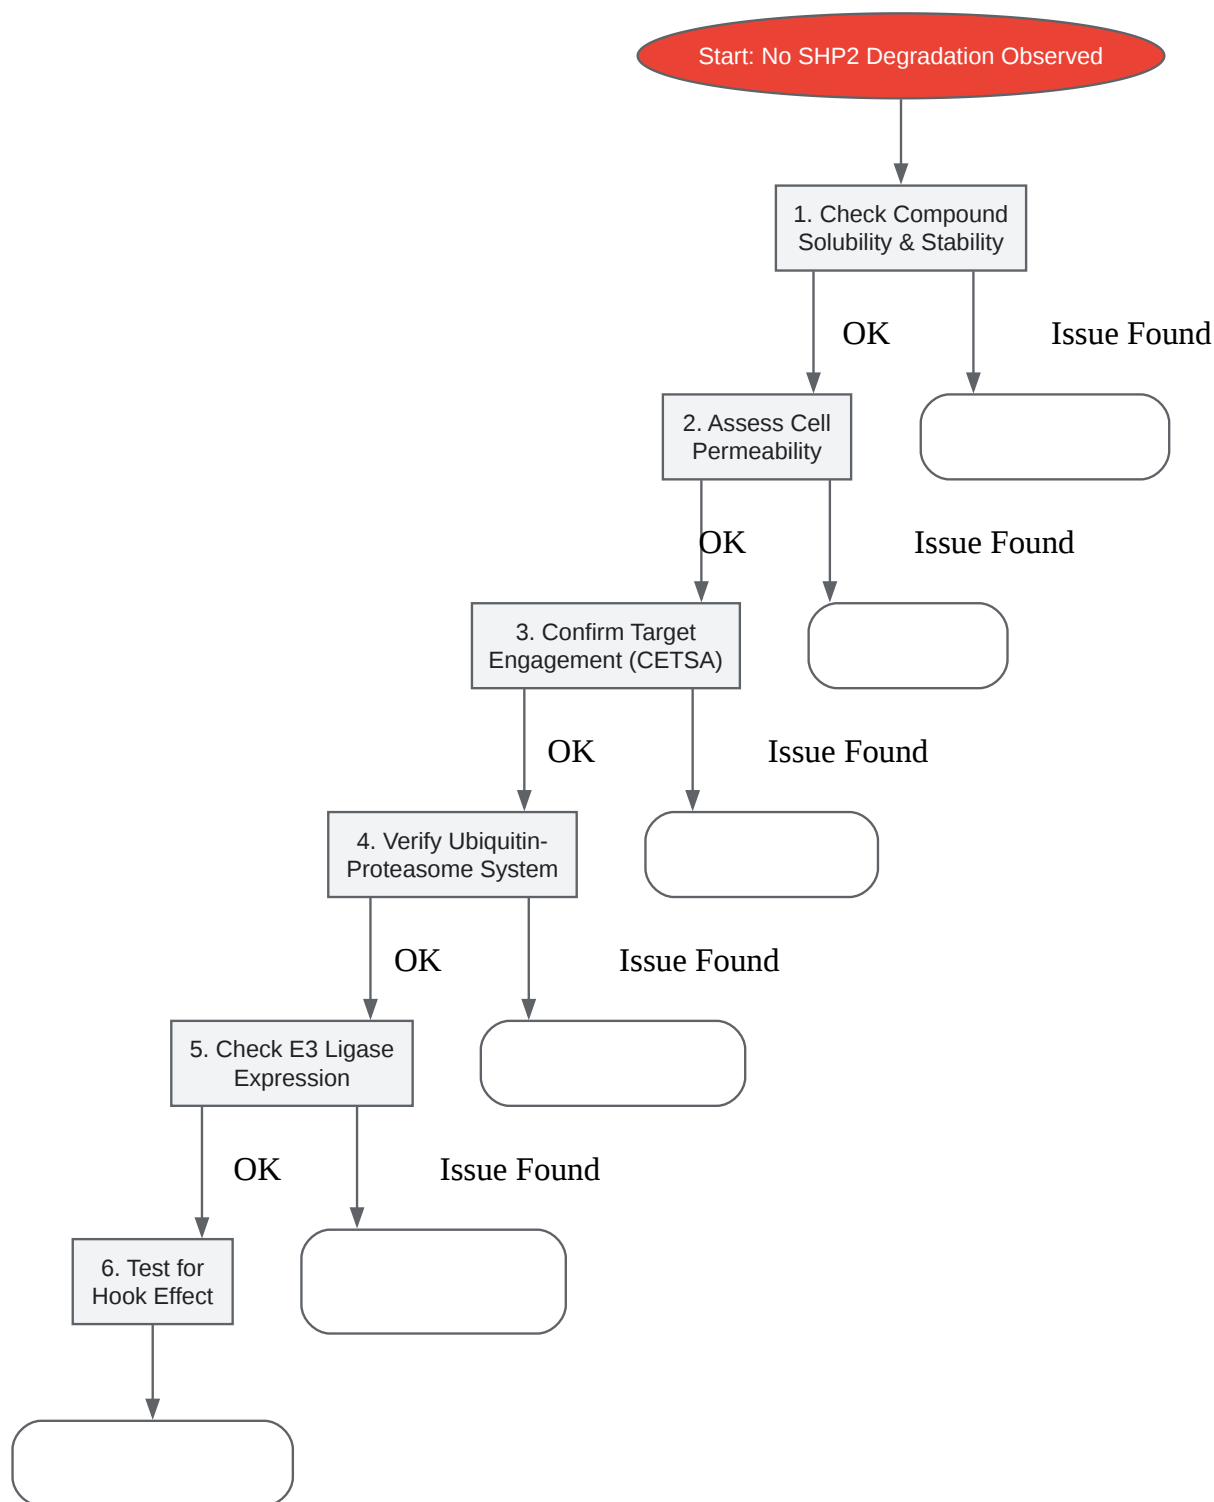 Start: No SHP2 Degradation Observed
1. Check Compound
Solubility & Stability
OK
Issue Found
2. Assess Cell
Permeability
OK
Issue Found
3. Confirm Target
Engagement (CETSA)
OK
Issue Found
4. Verify Ubiquitin-
Proteasome System
OK
Issue Found
5. Check E3 Ligase
Expression
OK
Issue Found
6. Test for
Hook Effect